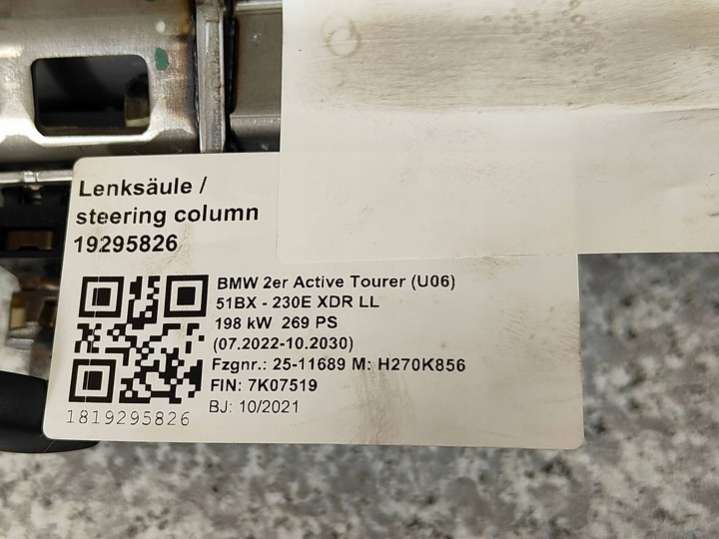 Lenksäule /
steering column
19295826
BMW 2er Active Tourer (U06)
51BX - 230E XDR LL
198 kW 269 PS
(07.2022-10.2030)
Fzgnr.: 25-11689 M: H270K856
FIN: 7K07519
BJ: 10/2021
1819295826